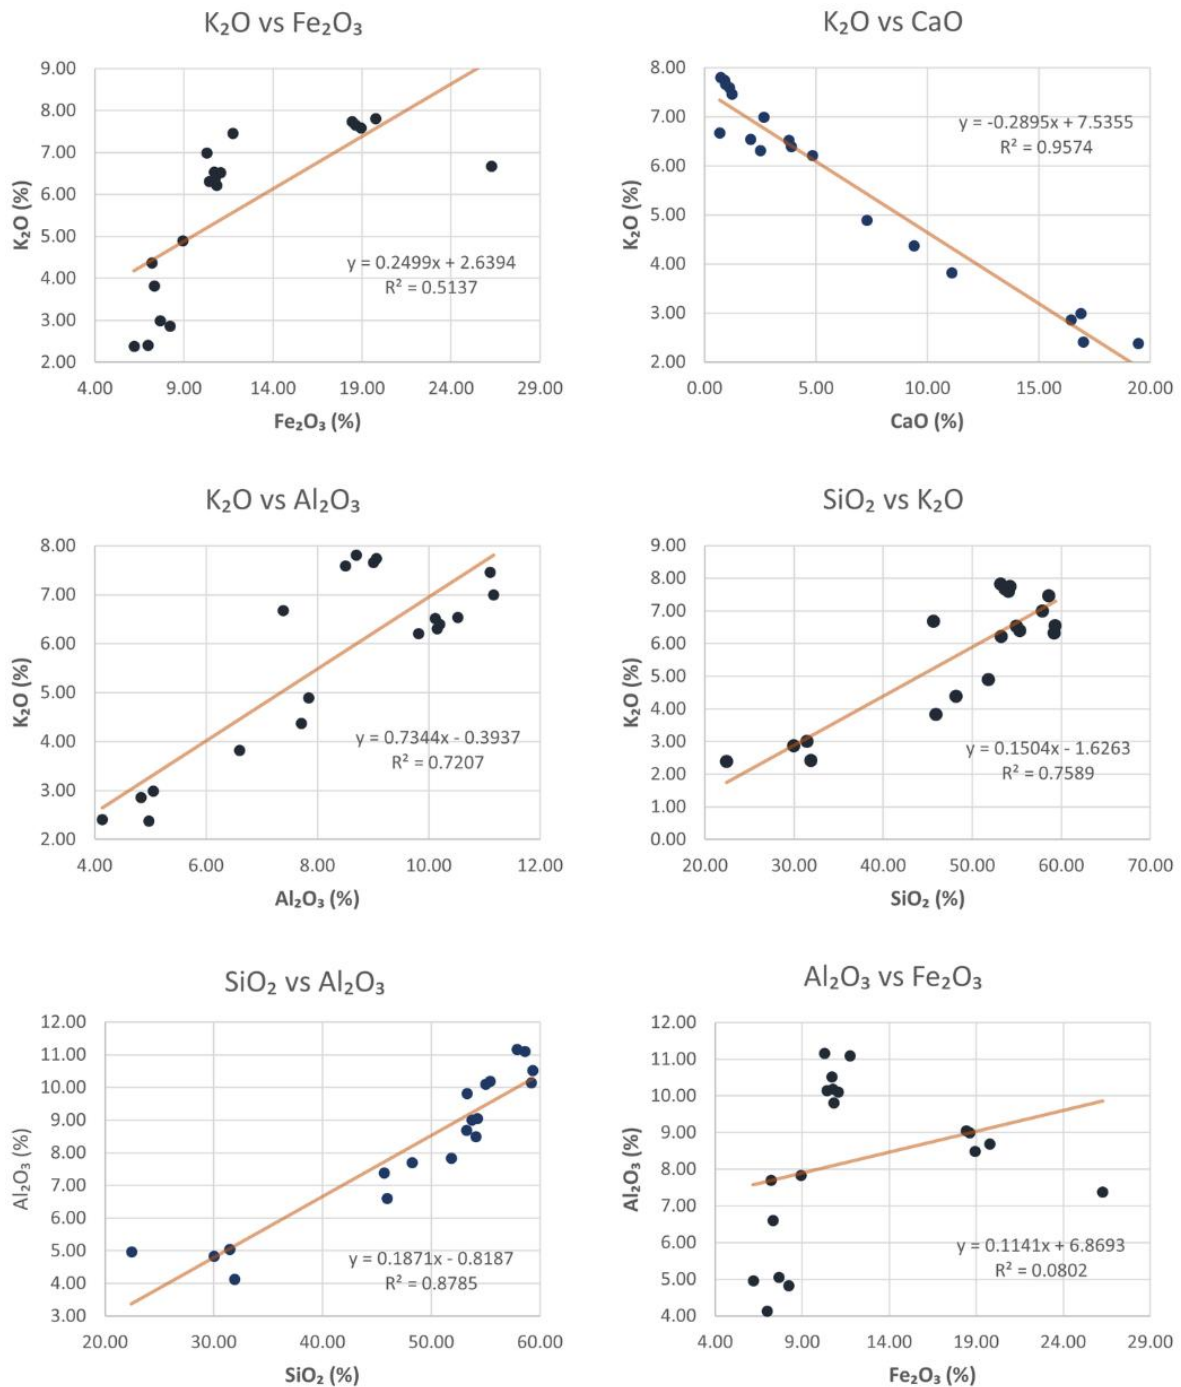 K₂O vs Fe₂O₃
9.00
8.00
7.00
6.00
5.00
4.00
3.00
2.00
K₂O (%)
y = 0.2499x + 2.6394
R² = 0.5137
4.00 9.00 14.00 19.00 24.00 29.00
Fe₂O₃ (%)
K₂O vs CaO
8.00
7.00
6.00
5.00
4.00
3.00
2.00
K₂O (%)
y = -0.2895x + 7.5355
R² = 0.9574
0.00 5.00 10.00 15.00 20.00
CaO (%)
K₂O vs Al₂O₃
8.00
7.00
6.00
5.00
4.00
3.00
2.00
K₂O (%)
y = 0.7344x - 0.3937
R² = 0.7207
4.00 6.00 8.00 10.00 12.00
Al₂O₃ (%)
SiO₂ vs K₂O
9.00
8.00
7.00
6.00
5.00
4.00
3.00
2.00
1.00
0.00
K₂O (%)
y = 0.1504x - 1.6263
R² = 0.7589
20.00 30.00 40.00 50.00 60.00 70.00
SiO₂ (%)
SiO₂ vs Al₂O₃
12.00
11.00
10.00
9.00
8.00
7.00
6.00
5.00
4.00
3.00
Al₂O₃ (%)
y = 0.1871x - 0.8187
R² = 0.8785
20.00 30.00 40.00 50.00 60.00
SiO₂ (%)
Al₂O₃ vs Fe₂O₃
12.00
11.00
10.00
9.00
8.00
7.00
6.00
5.00
4.00
Al₂O₃ (%)
y = 0.1141x + 6.8693
R² = 0.0802
4.00 9.00 14.00 19.00 24.00 29.00
Fe₂O₃ (%)